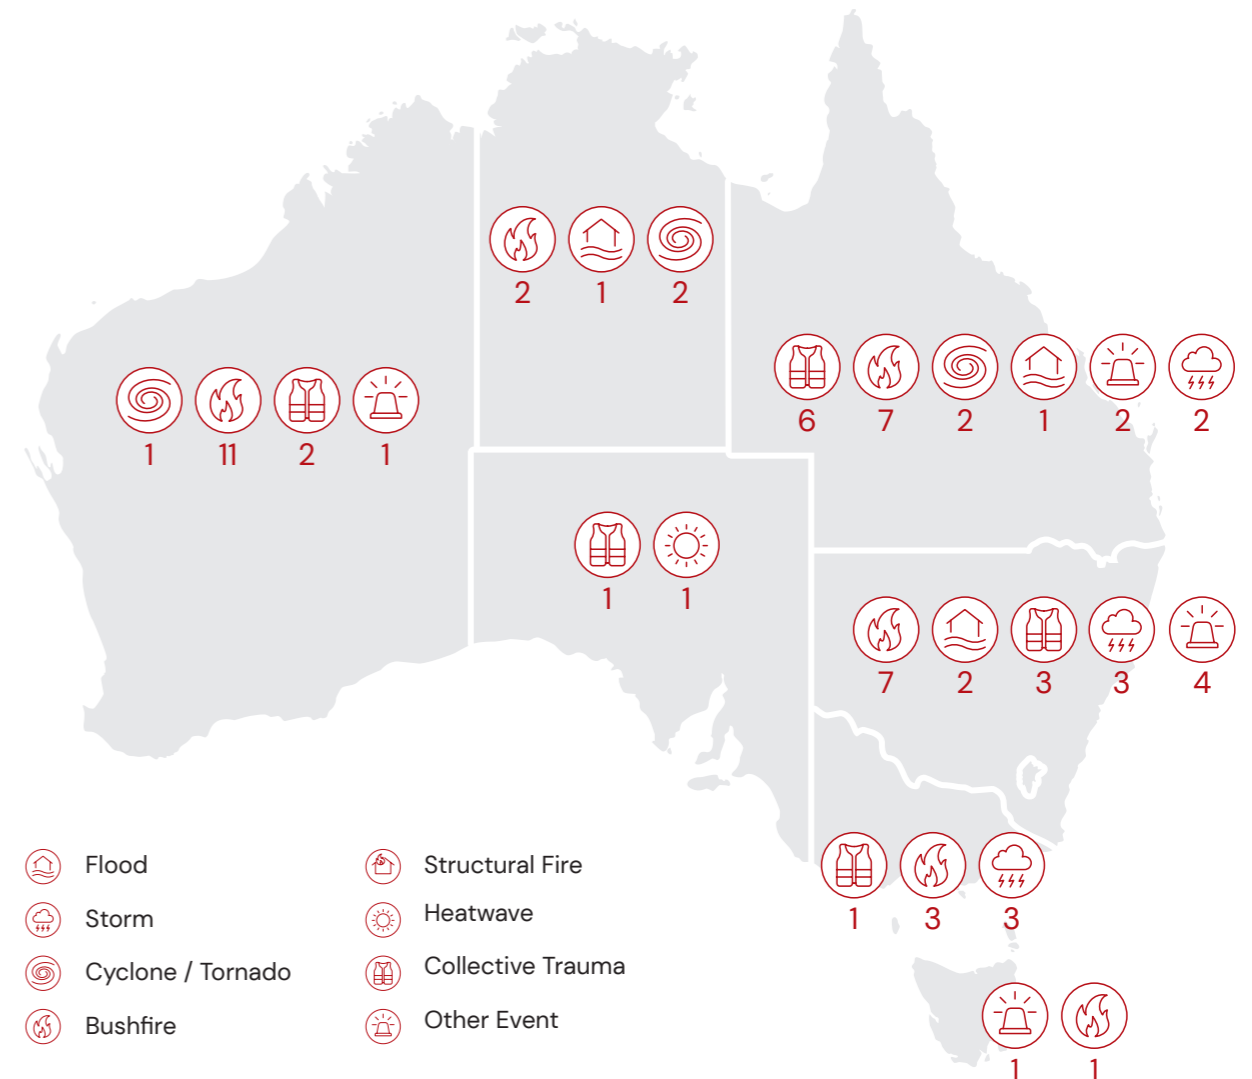 2 1 2
6 7 2 1 2 2
1 11 2 1
1 1
7 2 3 3 4
Flood
Storm
Cyclone / Tornado
Bushfire
Structural Fire
Heatwave
Collective Trauma
Other Event
1 3 3
1 1